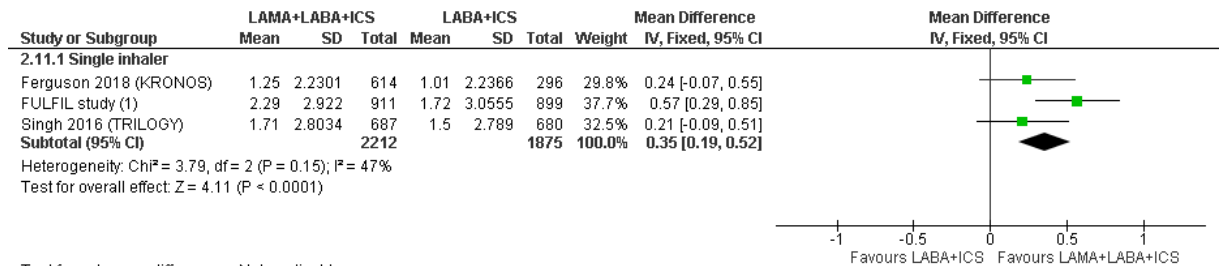 LAMA+LABA+ICS LABA+ICS Mean Difference Mean Difference
Study or Subgroup Mean SD Total Mean SD Total Weight IV, Fixed, 95% CI IV, Fixed, 95% CI
2.11.1 Single inhaler
Ferguson 2018 (KRONOS) 1.25 2.2301 614 1.01 2.2366 296 29.8% 0.24 [-0.07, 0.55]
FULFIL study (1) 2.29 2.922 911 1.72 3.0555 899 37.7% 0.57 [0.29, 0.85]
Singh 2016 (TRILOGY) 1.71 2.8034 687 1.5 2.789 680 32.5% 0.21 [-0.09, 0.51]
Subtotal (95% CI) 2212 1875 100.0% 0.35 [0.19, 0.52]
Heterogeneity: Chi² = 3.79, df = 2 (P = 0.15); I² = 47%
Test for overall effect: Z = 4.11 (P < 0.0001)
-1 -0.5 0 0.5 1
Favours LABA+ICS Favours LAMA+LABA+ICS